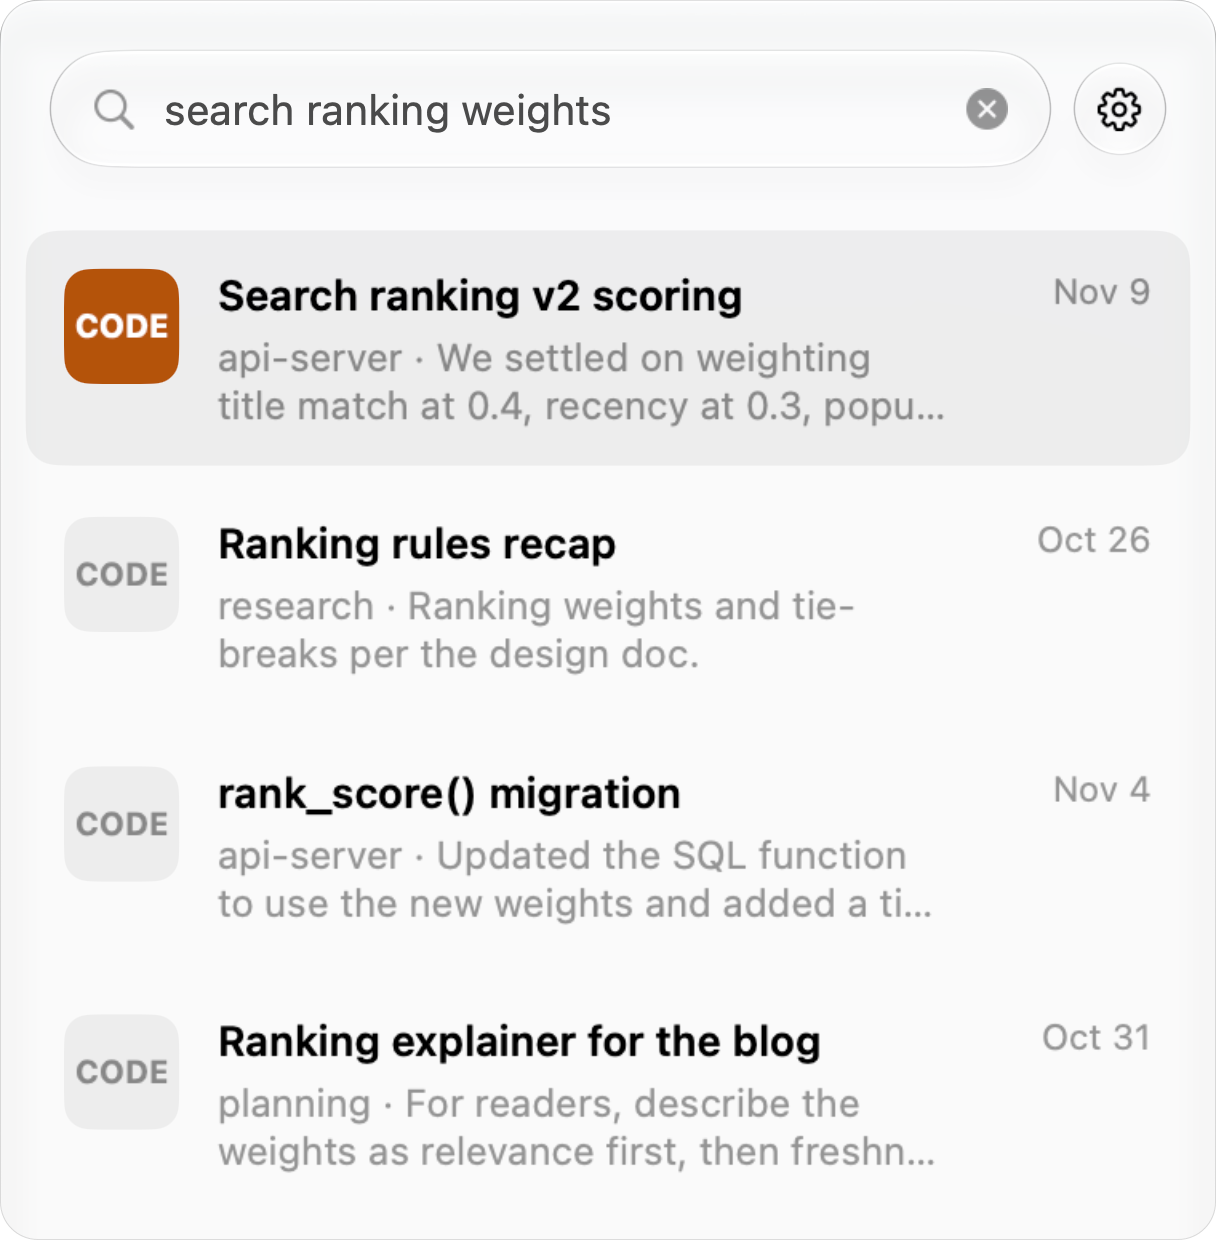 search ranking weights
CODE
Search ranking v2 scoring
Nov 9
api-server · We settled on weighting
title match at 0.4, recency at 0.3, popu...
CODE
Ranking rules recap
Oct 26
research · Ranking weights and tie-
breaks per the design doc.
CODE
rank_score() migration
Nov 4
api-server · Updated the SQL function
to use the new weights and added a ti...
CODE
Ranking explainer for the blog
Oct 31
planning · For readers, describe the
weights as relevance first, then freshn...